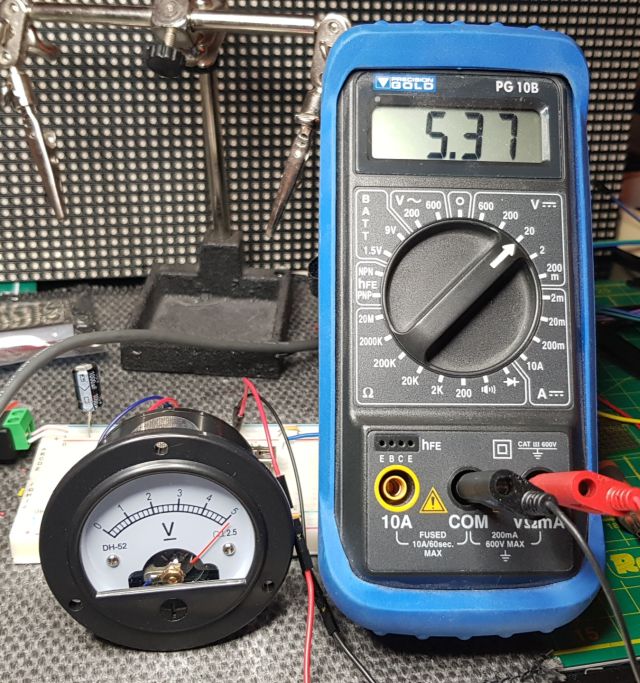 PRECISION
GOLD
PG 10B
5.37
BATT
V~
V⎓
600
200
600
200
20
2
200
m
9V
1.5V
NPN
hFE
PNP
20M
2000K
200K
20K
2K
200
Ω
2m
20m
200m
10A
A⎓
hFE
E B C E
CAT III 600V
10A
COM
VΩmA
FUSED
10A/60sec.
MAX
200mA
600V MAX
0 1 2 3 4 5
V
DH-52
2.5